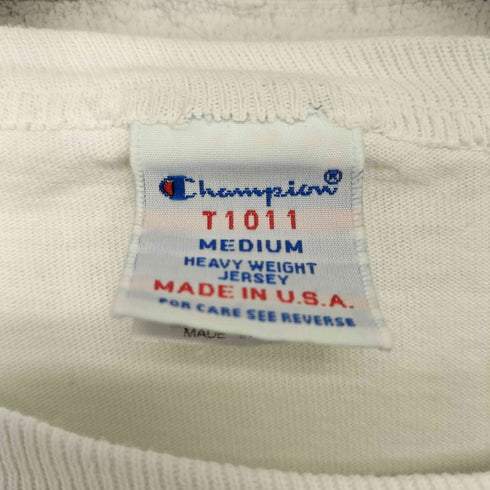 Champion®
T1011
MEDIUM
HEAVY WEIGHT
JERSEY
MADE IN U.S.A.
FOR CARE SEE REVERSE
MADE